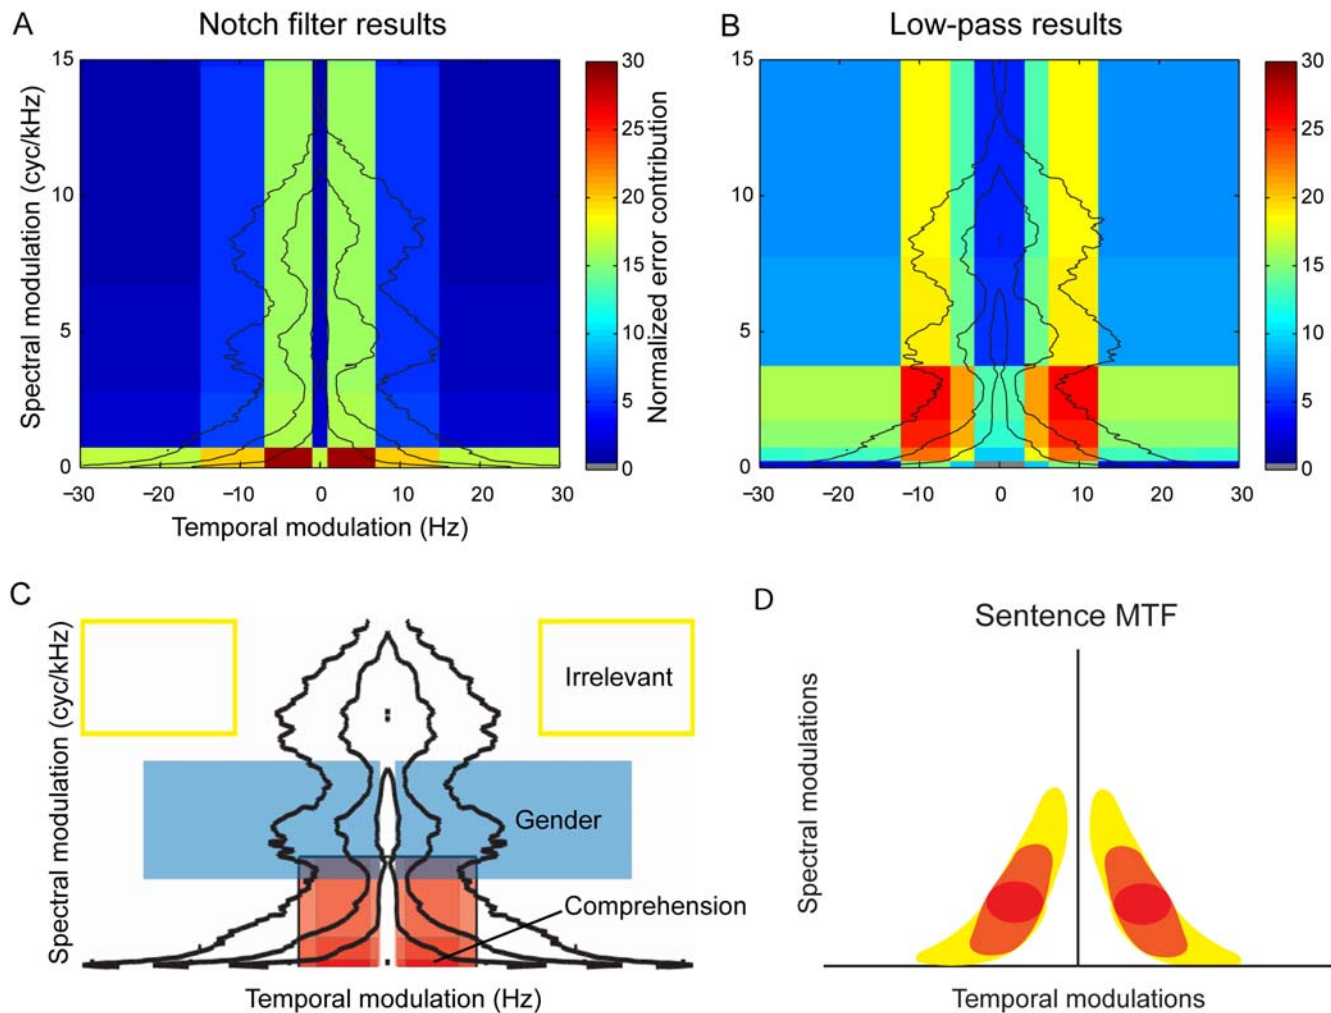 A
Notch filter results
15
10
5
0
Spectral modulation (cyc/kHz)
−30
−20
−10
0
10
20
30
Temporal modulation (Hz)
30
25
20
15
10
5
0
Normalized error contribution
B
Low-pass results
15
10
5
0
−30
−20
−10
0
10
20
30
30
25
20
15
10
5
0
C
Spectral modulation (cyc/kHz)
Irrelevant
Gender
Comprehension
Temporal modulation (Hz)
D
Sentence MTF
Spectral modulations
Temporal modulations